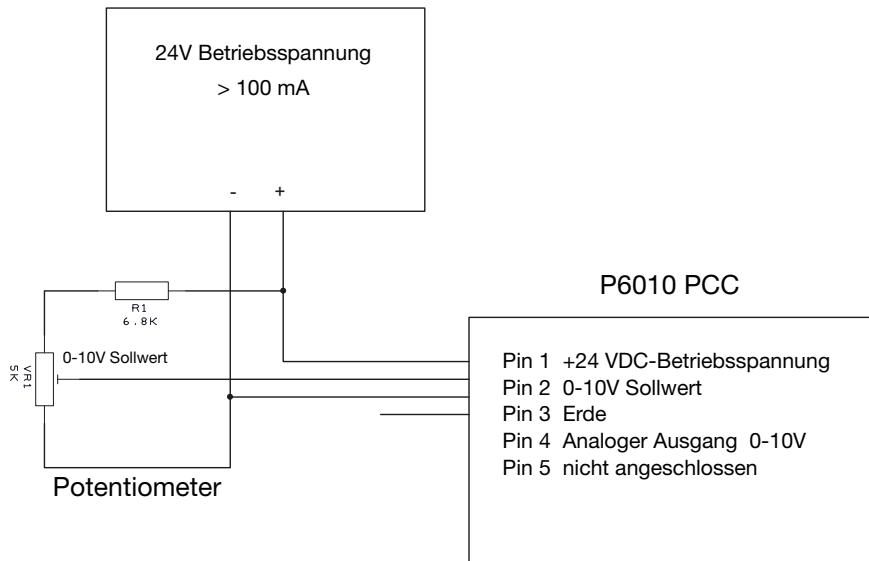 24V Betriebsspannung
> 100 mA
- +
R1
6.8K
P6010 PCC
0-10V Sollwert
VR1
5K
Pin 1 +24 VDC-Betriebsspannung
Pin 2 0-10V Sollwert
Pin 3 Erde
Pin 4 Analoger Ausgang 0-10V
Pin 5 nicht angeschlossen
Potentiometer